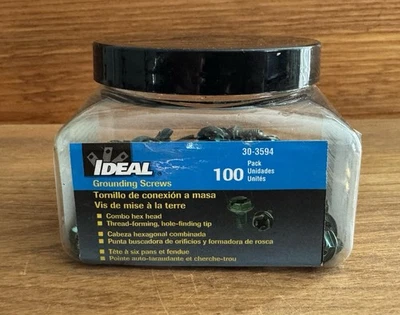 IDEAL
30-3594
Grounding Screws
100 Pack
Unidades
Unités
Tornillo de conexión a masa
Vis de mise à la terre
Combo hex head
Thread-forming, hole-finding tip
Cabeza hexagonal combinada
Punta buscadora de orificios y formadora de rosca
Tête à six pans et fendue
Pointe auto-taraudante et cherche-trou